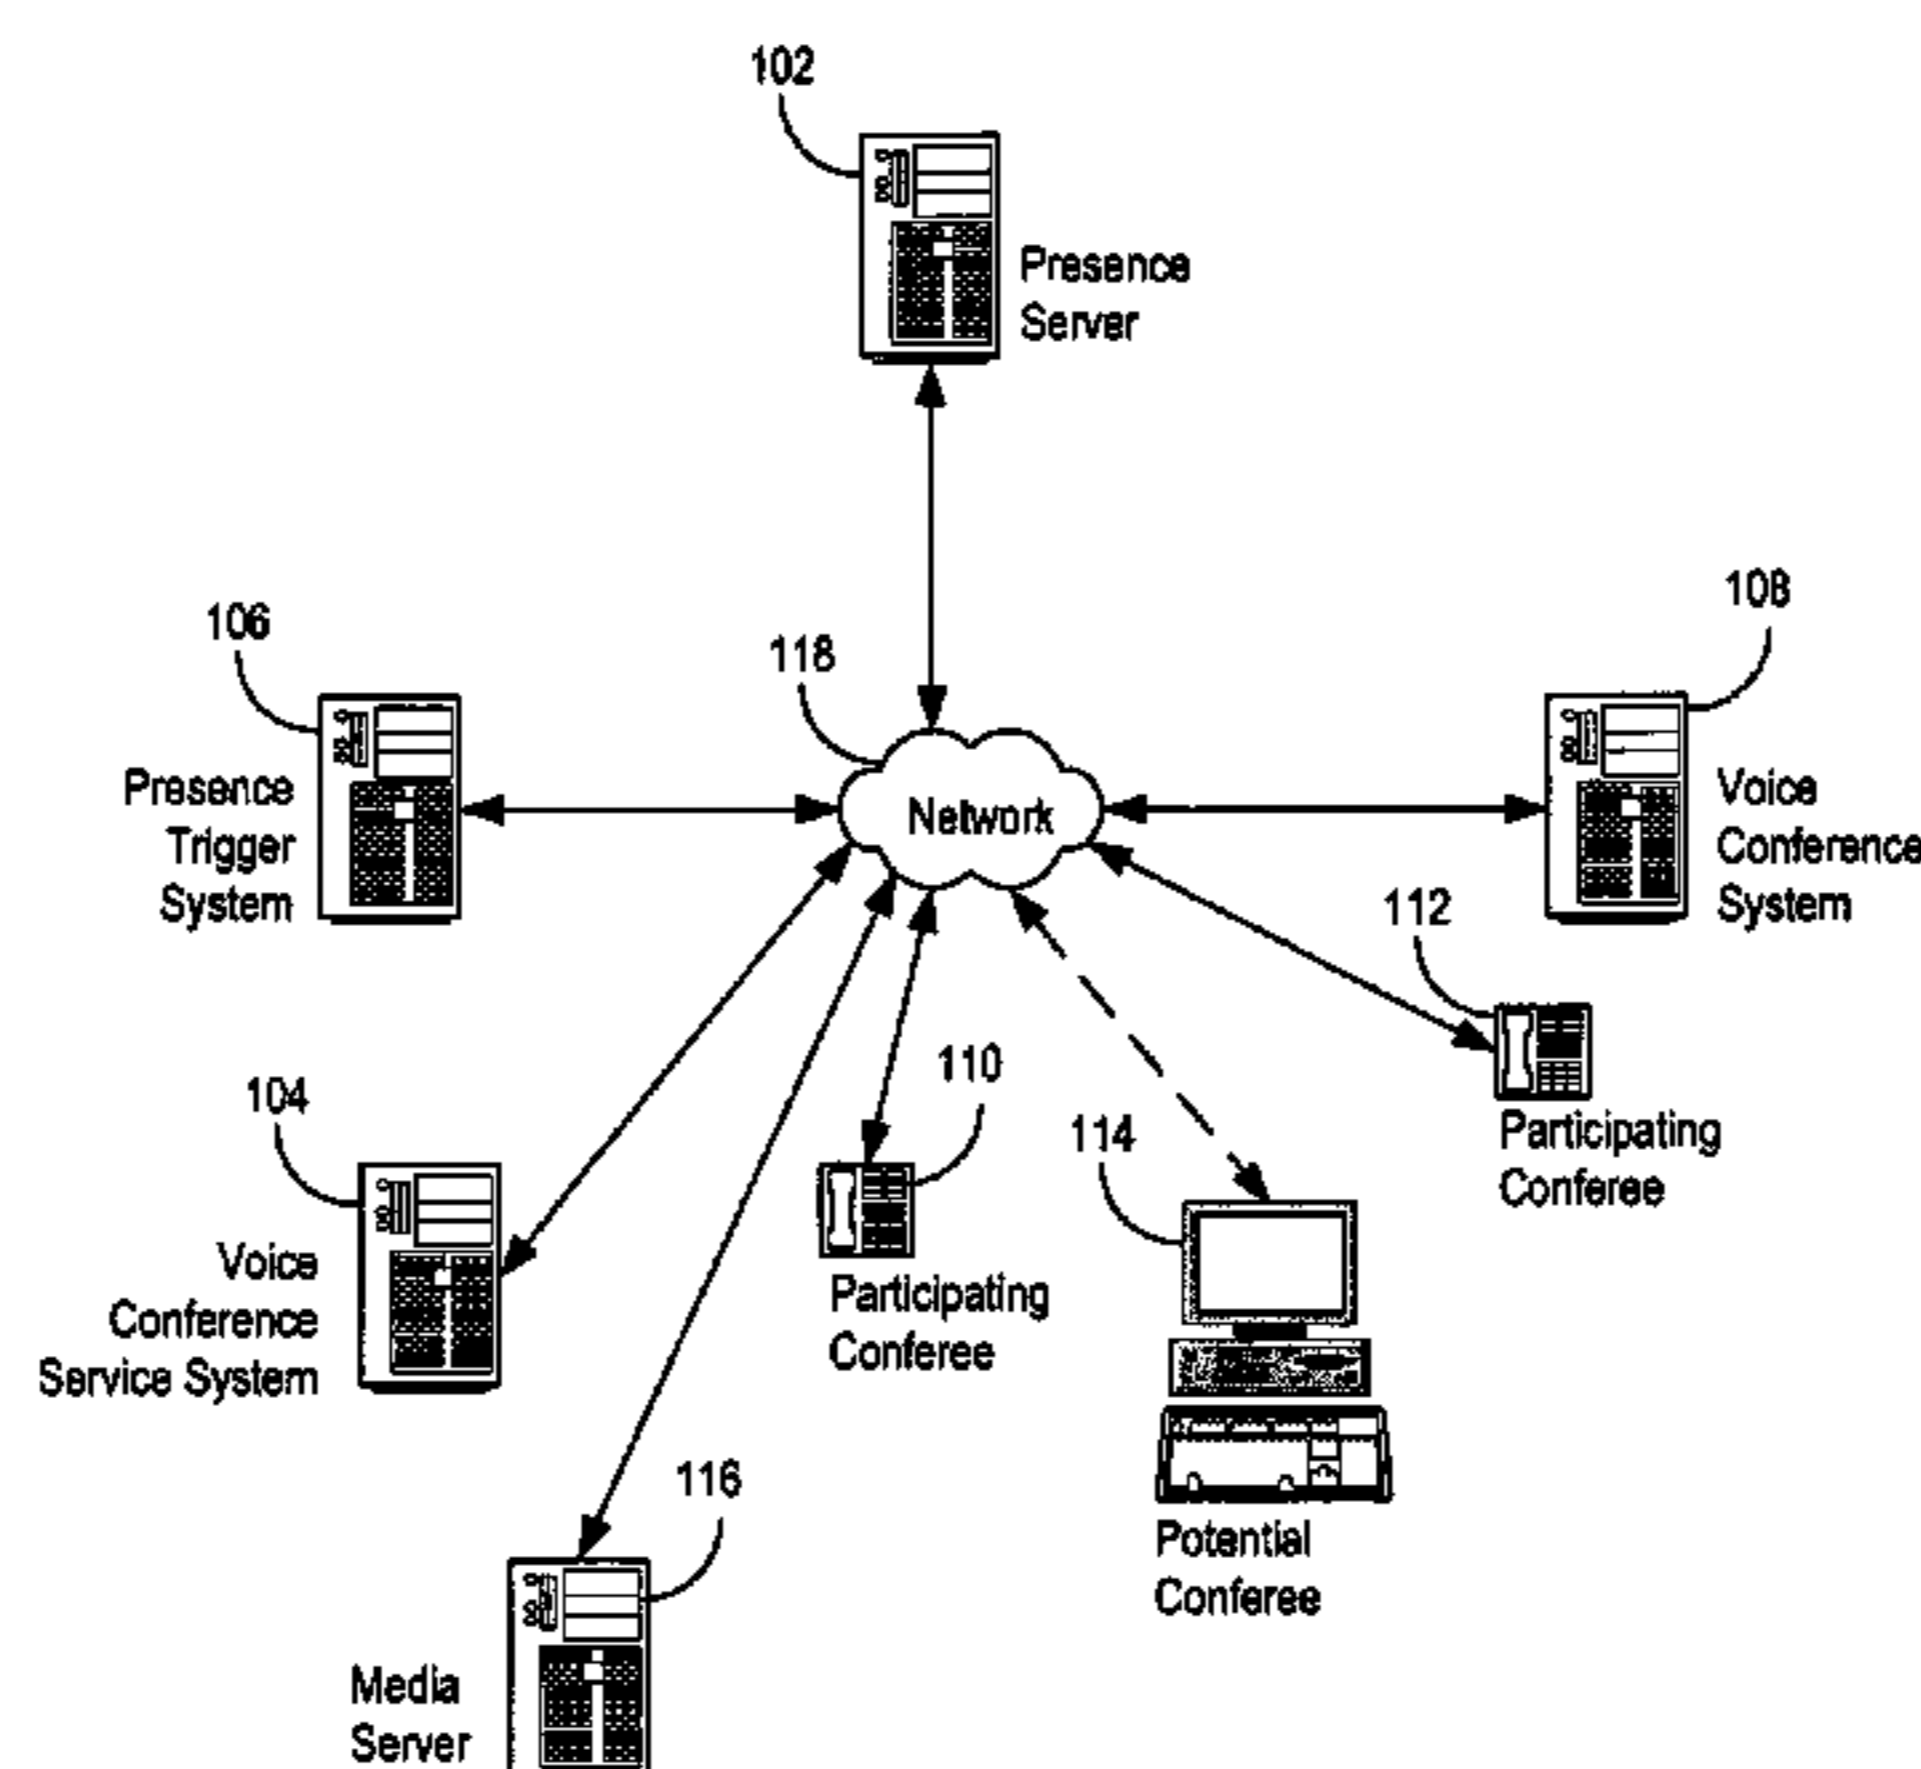 102
Presence
Server
106
118
108
Presence
Trigger
System
Network
Voice
Conference
System
112
104
110
114
Participating
Conferee
Voice
Conference
Service System
Participating
Conferee
116
Potential
Conferee
Media
Server